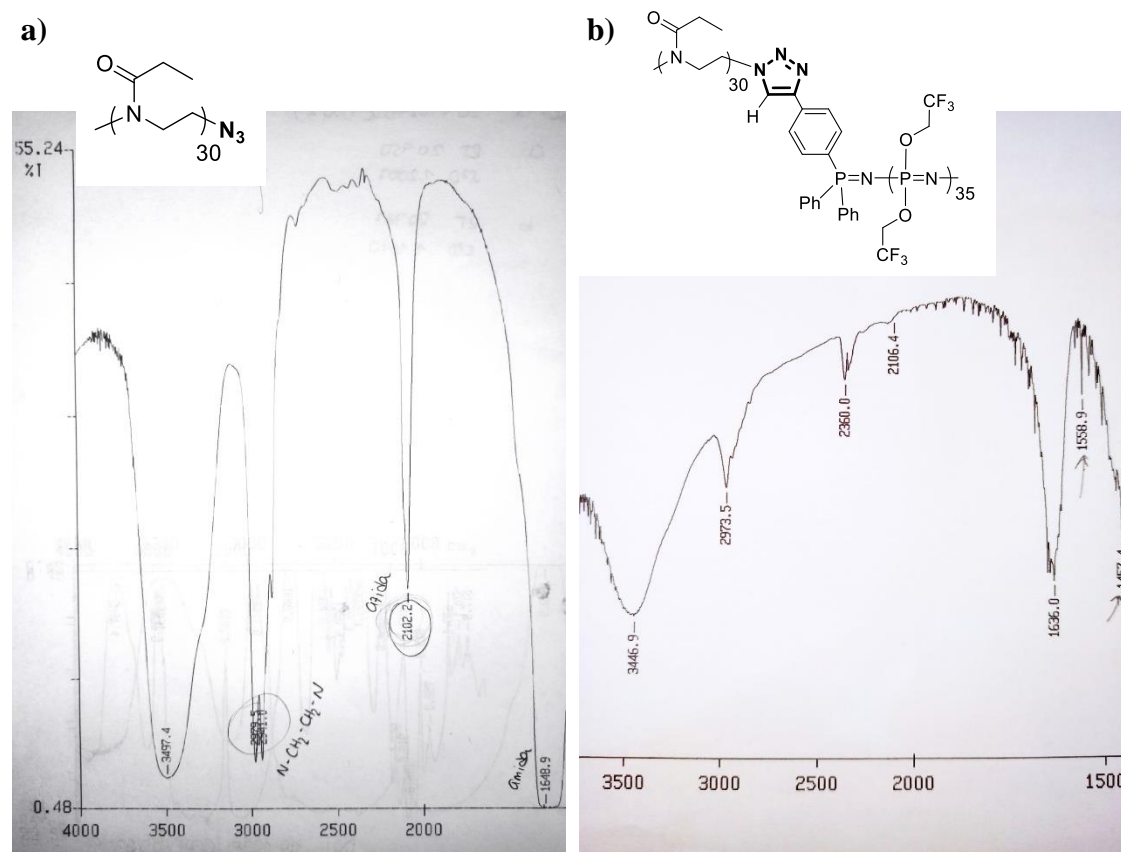 a)
O
N
N3
30
55.24
%T
3497.4
N-CH2-CH2-N
azida
2102.2
amida
1648.9
0.48
4000
3500
3000
2500
2000
b)
O
N
30
N
N
N
H
CF3
O
P=N
P=N
35
Ph
Ph
O
CF3
3446.9
2973.5
2360.0
2106.4
1636.0
1558.9
3500
3000
2500
2000
1500